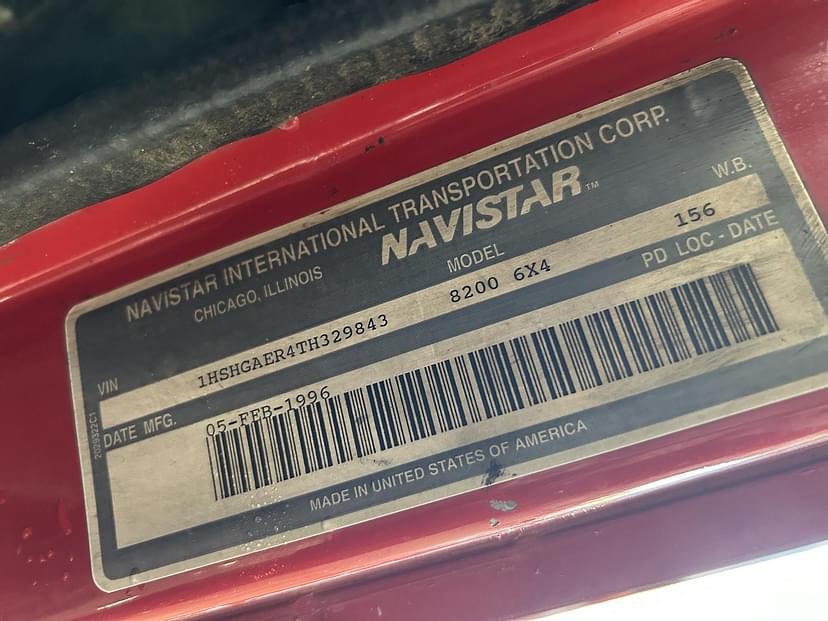 NAVISTAR INTERNATIONAL TRANSPORTATION CORP.
CHICAGO, ILLINOIS
NAVISTAR™
VIN
MODEL
W.B.
1HSHGAER4TH329843
8200 6X4
156
DATE MFG.
PD LOC - DATE
05-FEB-1996
MADE IN UNITED STATES OF AMERICA
2029322C1